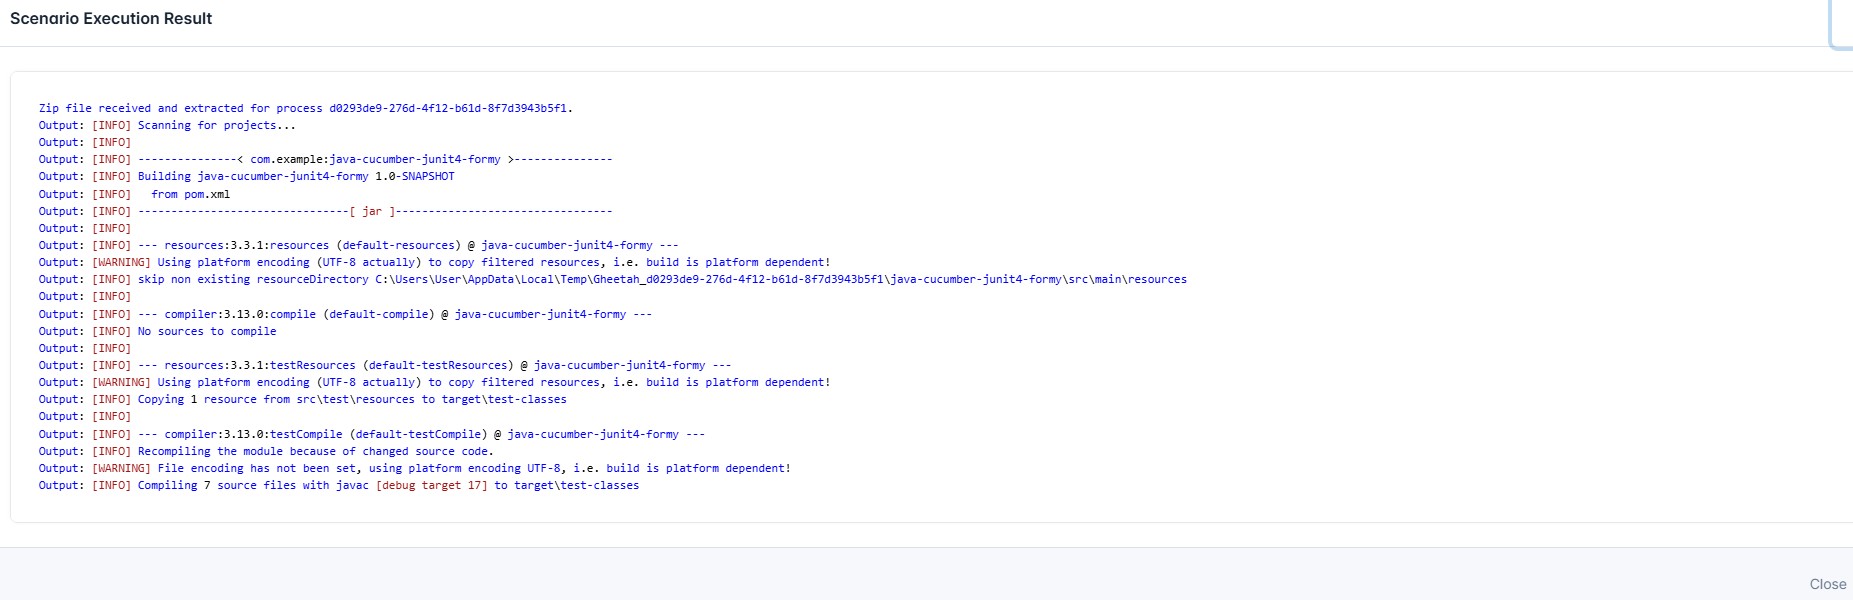 Scenario Execution Result
Zip file received and extracted for process d0293de9-276d-4f12-b61d-8f7d3943b5f1.
Output: [INFO] Scanning for projects...
Output: [INFO]
Output: [INFO] ---------------< com.example:java-cucumber-junit4-formy >---------------
Output: [INFO] Building java-cucumber-junit4-formy 1.0-SNAPSHOT
Output: [INFO]   from pom.xml
Output: [INFO] --------------------------------[ jar ]---------------------------------
Output: [INFO]
Output: [INFO] --- resources:3.3.1:resources (default-resources) @ java-cucumber-junit4-formy ---
Output: [WARNING] Using platform encoding (UTF-8 actually) to copy filtered resources, i.e. build is platform dependent!
Output: [INFO] skip non existing resourceDirectory C:\Users\User\AppData\Local\Temp\Gheetah_d0293de9-276d-4f12-b61d-8f7d3943b5f1\java-cucumber-junit4-formy\src\main\resources
Output: [INFO]
Output: [INFO] --- compiler:3.13.0:compile (default-compile) @ java-cucumber-junit4-formy ---
Output: [INFO] No sources to compile
Output: [INFO]
Output: [INFO] --- resources:3.3.1:testResources (default-testResources) @ java-cucumber-junit4-formy ---
Output: [WARNING] Using platform encoding (UTF-8 actually) to copy filtered resources, i.e. build is platform dependent!
Output: [INFO] Copying 1 resource from src\test\resources to target\test-classes
Output: [INFO]
Output: [INFO] --- compiler:3.13.0:testCompile (default-testCompile) @ java-cucumber-junit4-formy ---
Output: [INFO] Recompiling the module because of changed source code.
Output: [WARNING] File encoding has not been set, using platform encoding UTF-8, i.e. build is platform dependent!
Output: [INFO] Compiling 7 source files with javac [debug target 17] to target\test-classes
Close